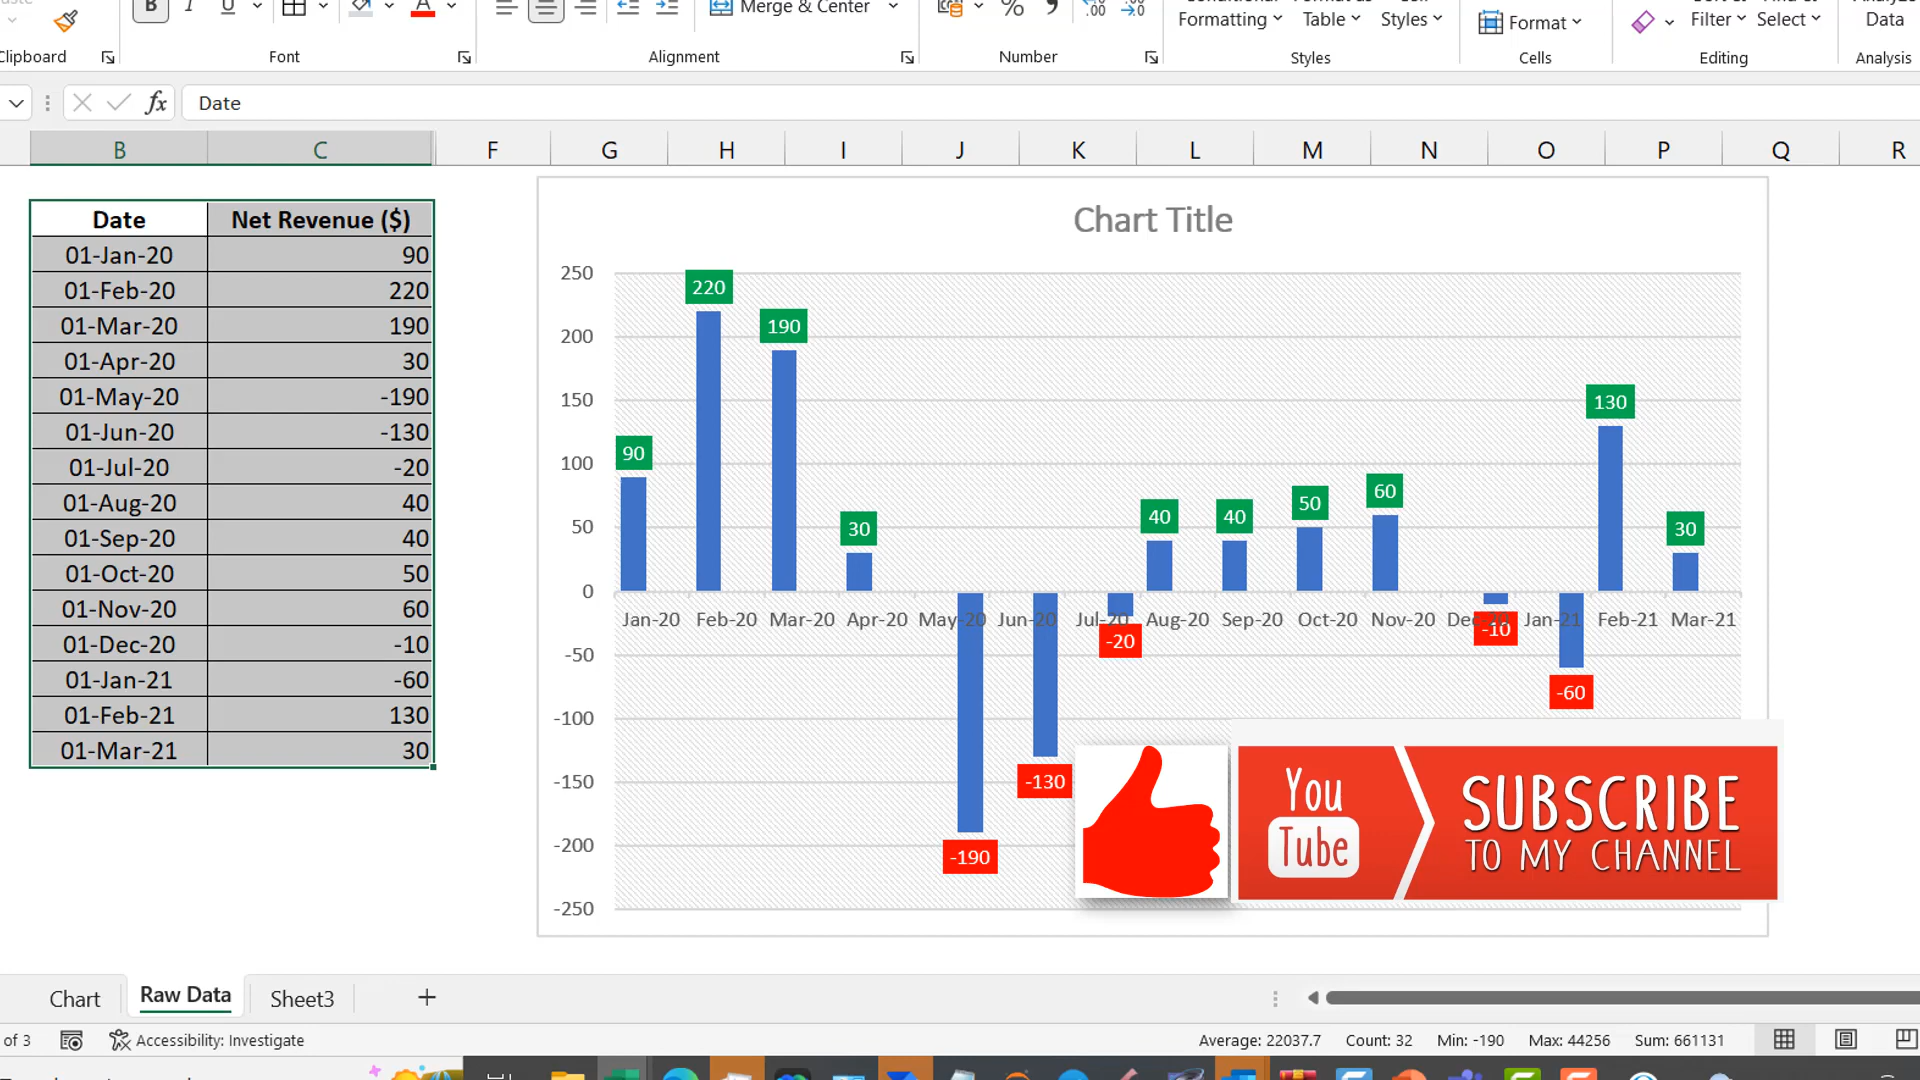 B I U A Merge & Center % Formatting Table Styles Format Filter Select Data
Clipboard Font Alignment Number Styles Cells Editing Analysis
fx Date
B C F G H I J K L M N O P Q R
Date Net Revenue ($)
01-Jan-20 90
01-Feb-20 220
01-Mar-20 190
01-Apr-20 30
01-May-20 -190
01-Jun-20 -130
01-Jul-20 -20
01-Aug-20 40
01-Sep-20 40
01-Oct-20 50
01-Nov-20 60
01-Dec-20 -10
01-Jan-21 -60
01-Feb-21 130
01-Mar-21 30
Chart Title
250
200
150
100
50
0
-50
-100
-150
-200
-250
90 220 190 30 -190 -130 -20 40 40 50 60 -10 -60 130 30
Jan-20 Feb-20 Mar-20 Apr-20 May-20 Jun-20 Jul-20 Aug-20 Sep-20 Oct-20 Nov-20 Dec-20 Jan-21 Feb-21 Mar-21
You
Tube
SUBSCRIBE
TO MY CHANNEL
Chart Raw Data Sheet3 +
of 3 Accessibility: Investigate Average: 22037.7 Count: 32 Min: -190 Max: 44256 Sum: 661131